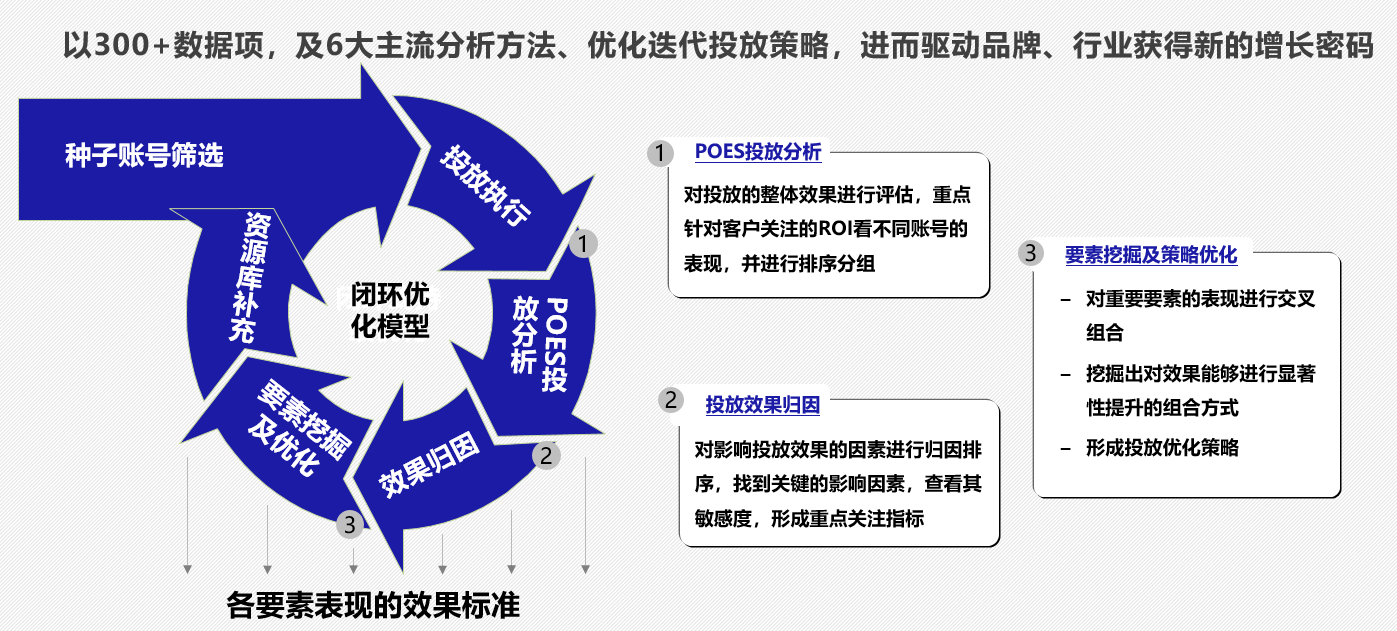 以300+数据项，及6大主流分析方法、优化迭代投放策略，进而驱动品牌、行业获得新的增长密码
种子账号筛选
投放执行
1
POES投
放分析
2
效果归因
3
要素挖掘
及优化
资源库补充
闭环优
化模型
各要素表现的效果标准
1
POES投放分析
对投放的整体效果进行评估，重点
针对客户关注的ROI看不同账号的
表现，并进行排序分组
2
投放效果归因
对影响投放效果的因素进行归因排
序，找到关键的影响因素，查看其
敏感度，形成重点关注指标
3
要素挖掘及策略优化
– 对重要要素的表现进行交叉
组合
– 挖掘出对效果能够进行显著
性提升的组合方式
– 形成投放优化策略